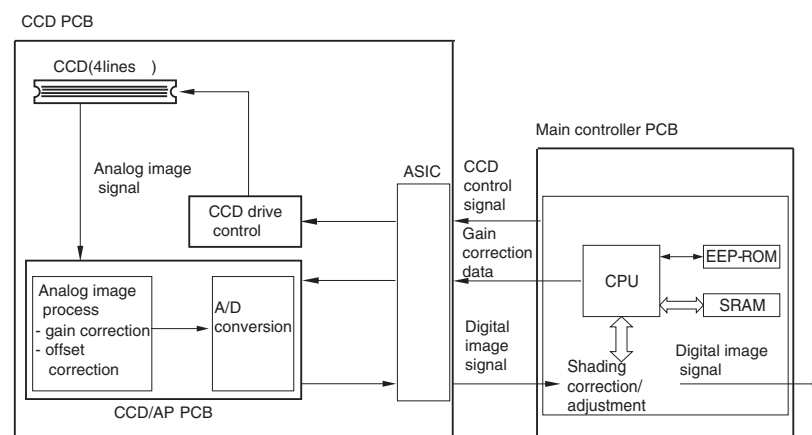 CCD PCB
CCD(4lines )
Analog image
signal
CCD drive
control
ASIC
CCD
control
signal
Gain
correction
data
Main controller PCB
CPU
EEP-ROM
SRAM
Analog image
process
- gain correction
- offset
correction
A/D
conversion
CCD/AP PCB
Digital
image
signal
Shading
correction/
adjustment
Digital image
signal